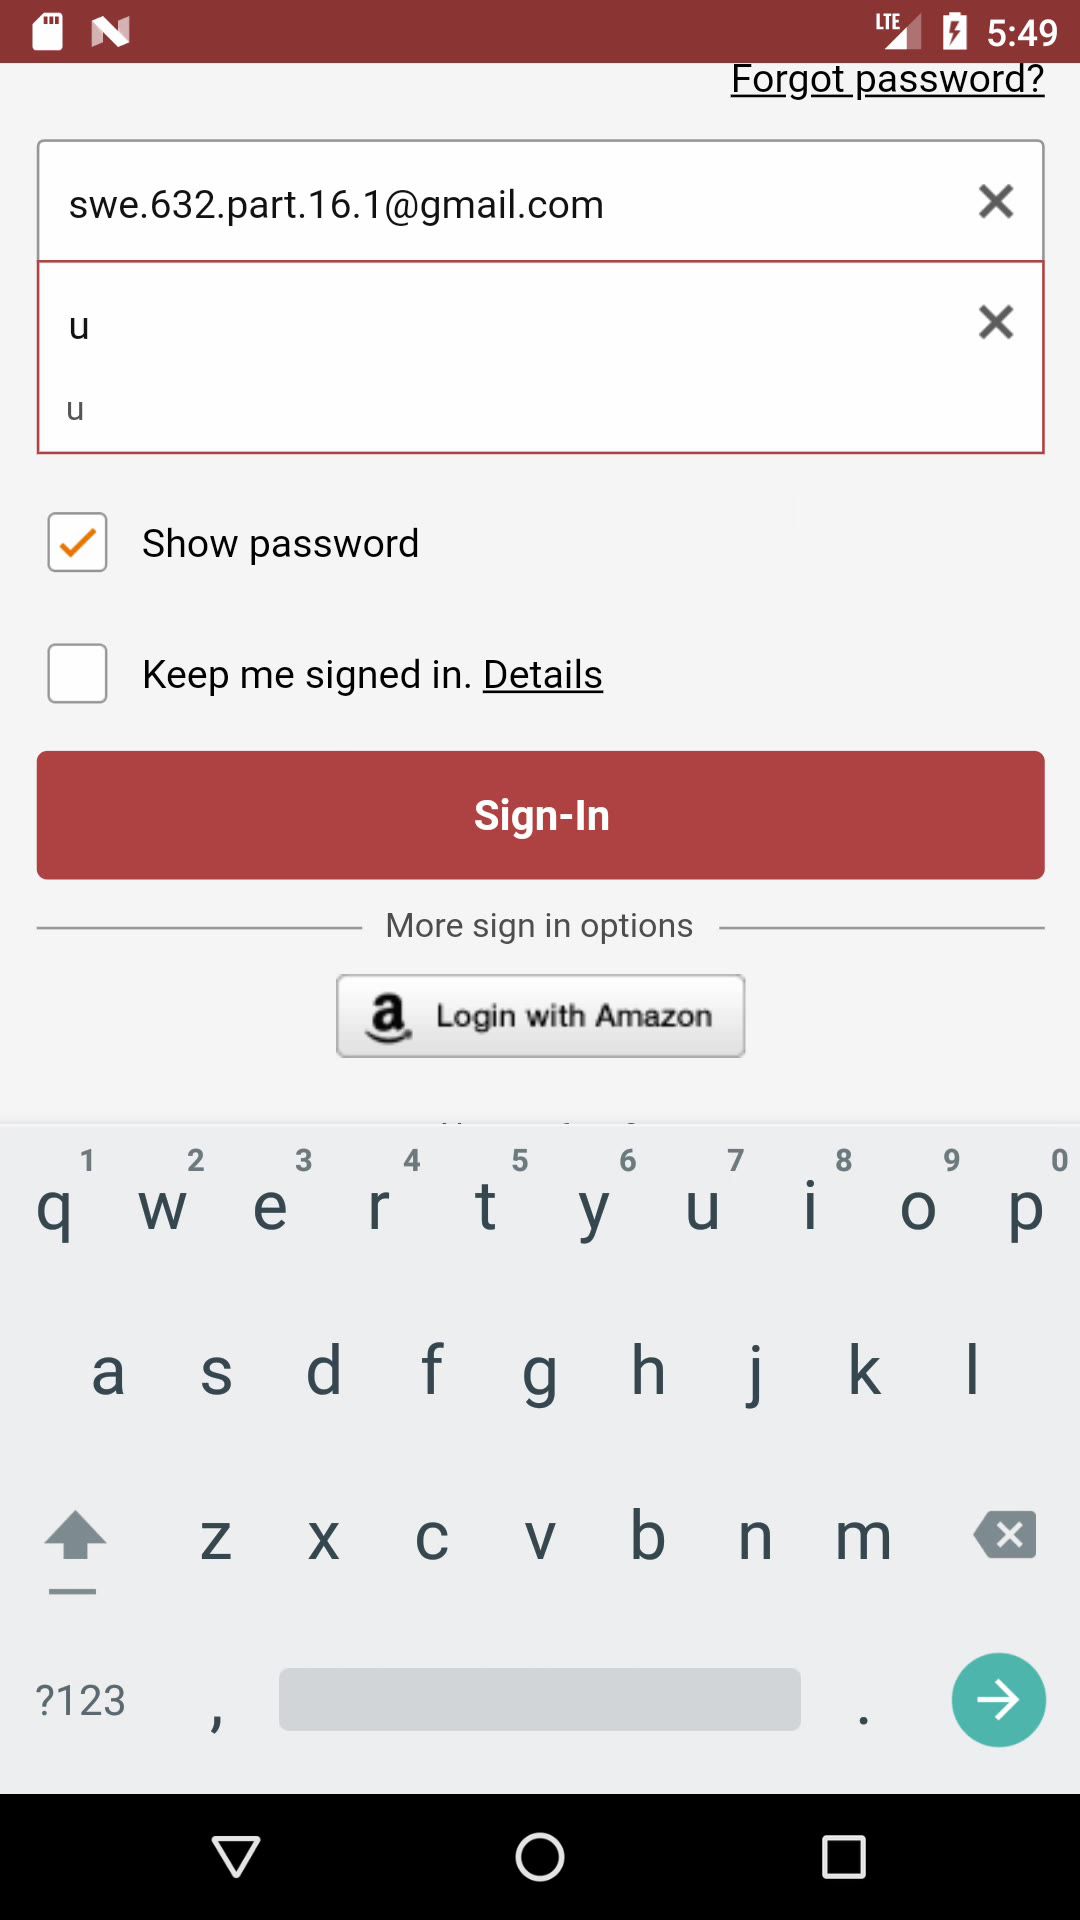 LTE 5:49
Forgot password?
swe.632.part.16.1@gmail.com
u
u
Show password
Keep me signed in. Details
Sign-In
More sign in options
a Login with Amazon
1 2 3 4 5 6 7 8 9 0
q w e r t y u i o p
a s d f g h j k l
z x c v b n m
?123 , .